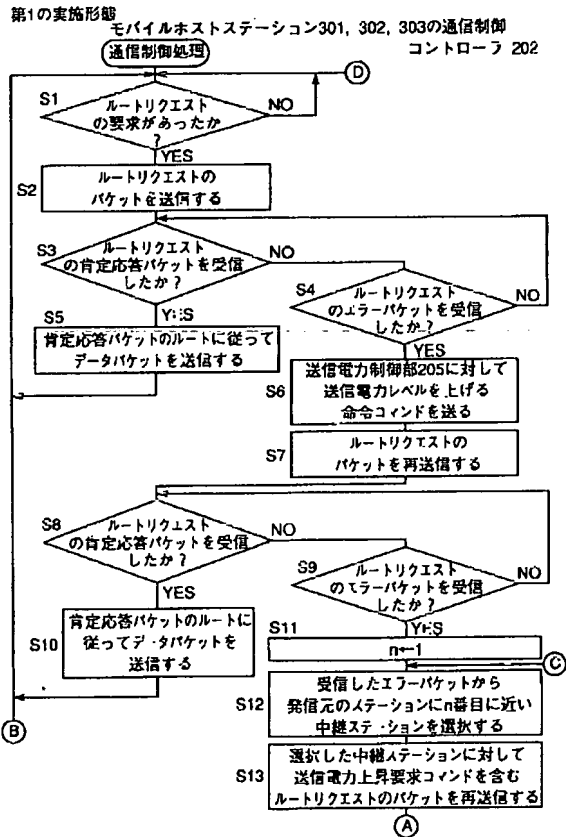 第1の実施形態
モバイルホストステーション301, 302, 303の通信制御
コントローラ 202
通信制御処理
D
S1
ルートリクエスト
の要求があったか
?
NO
YES
S2
ルートリクエストの
パケットを送信する
S3
ルートリクエスト
の肯定応答パケットを受信
したか?
NO
YES
S4
ルートリクエスト
のエラーパケットを受信
したか?
NO
YES
S5
肯定応答パケットのルートに従って
データパケットを送信する
S6
送信電力制御部205に対して
送信電力レベルを上げる
命令コマンドを送る
S7
ルートリクエストの
パケットを再送信する
S8
ルートリクエスト
の肯定応答パケットを受信
したか?
NO
YES
S9
ルートリクエスト
のエラーパケットを受信
したか?
NO
YES
S10
肯定応答パケットのルートに
従ってデータパケットを
送信する
S11
n←1
C
S12
受信したエラーパケットから
発信元のステーションにn番目に近い
中継ステーションを選択する
B
S13
選択した中継ステーションに対して
送信電力上昇要求コマンドを含む
ルートリクエストのパケットを再送信する
A